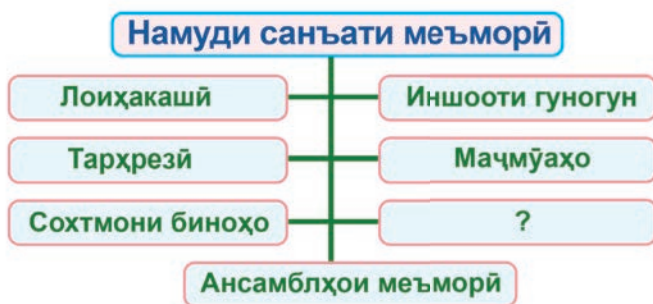 Намуди санъати меъморӣ
Лоиҳакашӣ
Иншооти гуногун
Тарҳрезӣ
Маҷмӯаҳо
Сохтмони биноҳо
?
Ансамблҳои меъморӣ